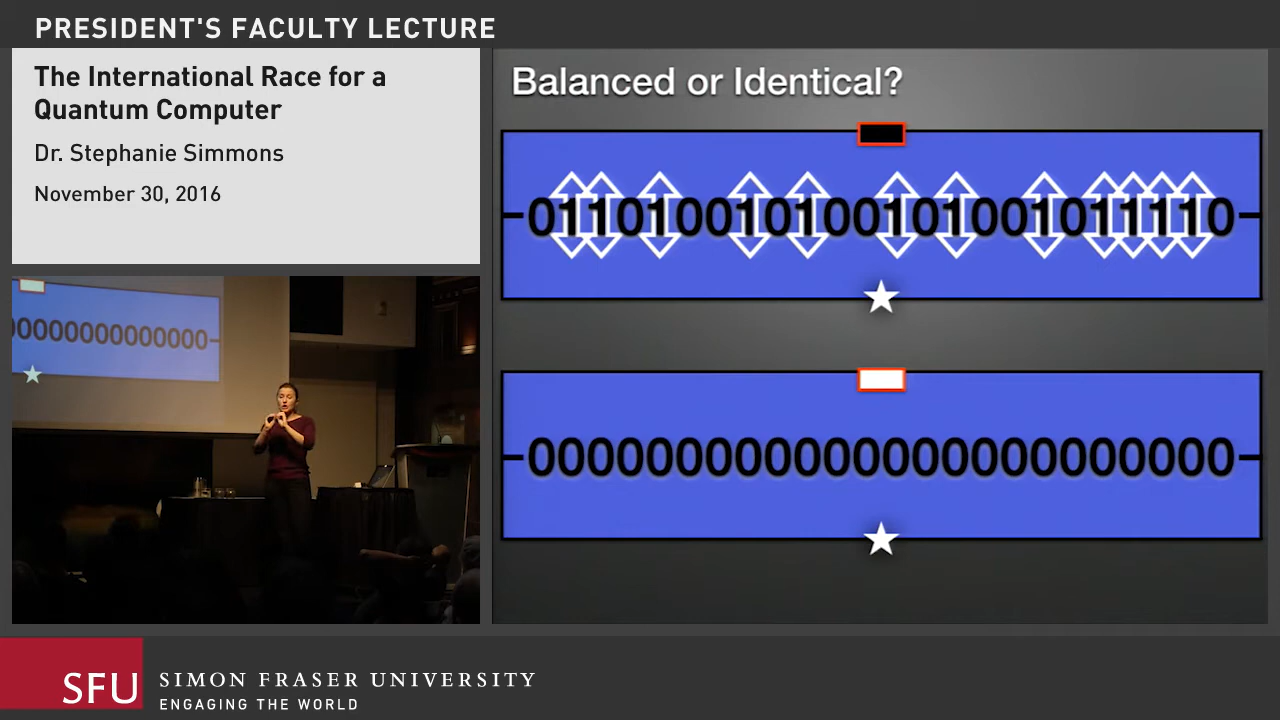 PRESIDENT'S FACULTY LECTURE
The International Race for a
Quantum Computer
Dr. Stephanie Simmons
November 30, 2016
Balanced or Identical?
011010010100101001011110
000000000000000000000000
SFU SIMON FRASER UNIVERSITY
ENGAGING THE WORLD